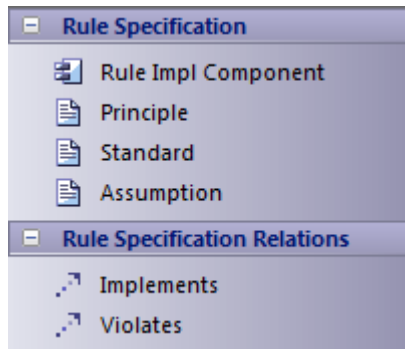 Rule Specification
Rule Impl Component
Principle
Standard
Assumption
Rule Specification Relations
Implements
Violates